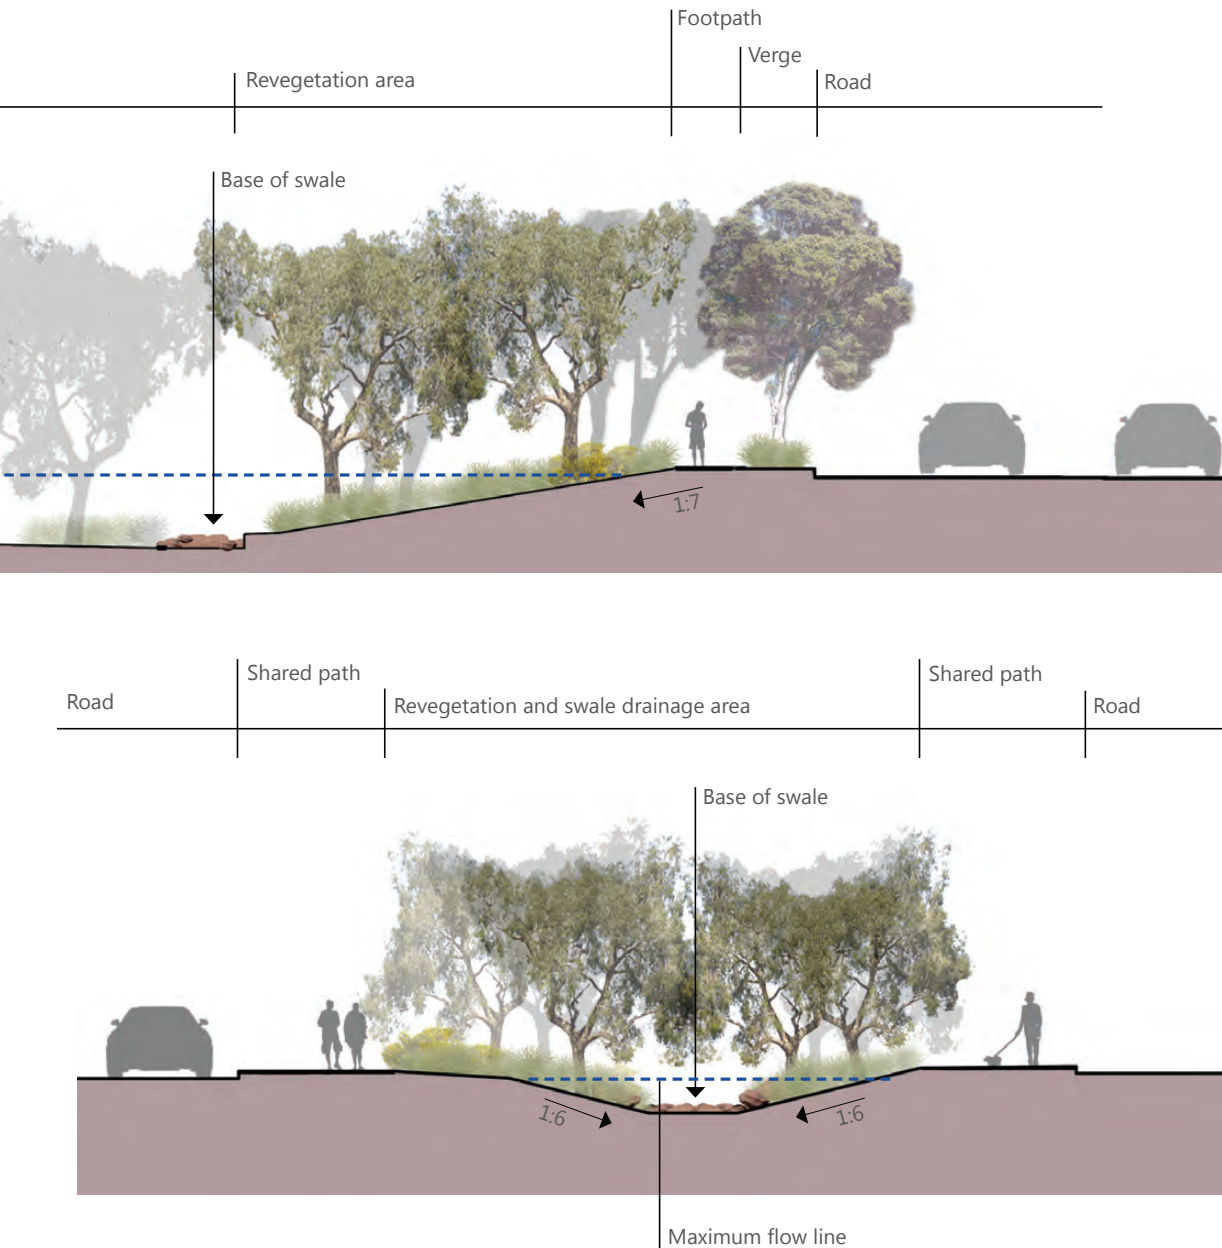 Footpath
Verge
Revegetation area
Road
Base of swale
1:7
Shared path
Shared path
Road
Revegetation and swale drainage area
Road
Base of swale
1:6
1:6
Maximum flow line